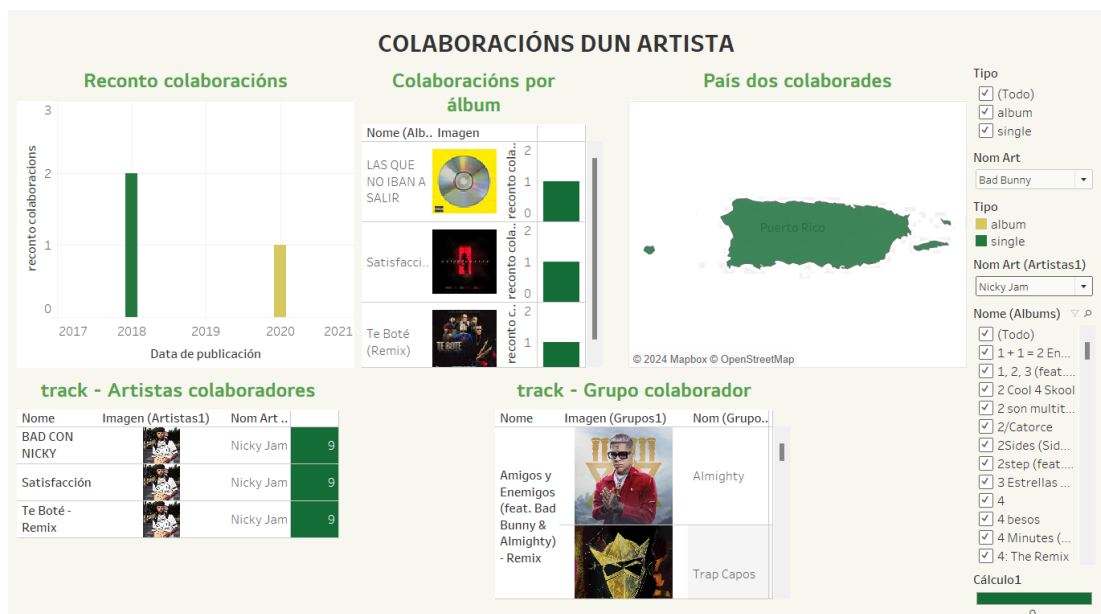 COLABORACIÓNS DUN ARTISTA
Reconto colaboracións
reconto colaboracions
3
2
1
0
2017 2018 2019 2020 2021
Data de publicación
Colaboracións por
álbum
Nome (Alb.. Imagen
LAS QUE
NO IBAN A
SALIR
reconto cola..
2
1
0
Satisfacci..
reconto cola..
2
1
0
Te Boté
(Remix)
TE BOTE
reconto c..
2
1
País dos colaborades
Puerto Rico
© 2024 Mapbox © OpenStreetMap
track - Artistas colaboradores
Nome Imagen (Artistas1) Nom Art ..
BAD CON
NICKY
Nicky Jam 9
Satisfacción Nicky Jam 9
Te Boté -
Remix
Nicky Jam 9
track - Grupo colaborador
Nome Imagen (Grupos1) Nom (Grupo..
Amigos y
Enemigos
(feat. Bad
Bunny &
Almighty)
- Remix
Almighty
Trap Capos
Tipo
(Todo)
album
single
Nom Art
Bad Bunny
Tipo
album
single
Nom Art (Artistas1)
Nicky Jam
Nome (Albums)
(Todo)
1 + 1 = 2 En...
1, 2, 3 (feat....
2 Cool 4 Skool
2 son multit...
2/Catorce
2Sides (Sid...
2step (feat....
3 Estrellas ...
4
4 besos
4 Minutes (...
4: The Remix
Cálculo1